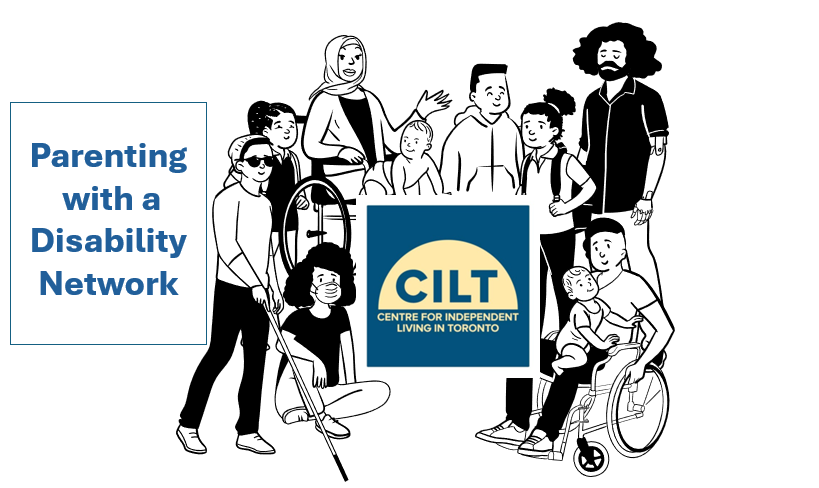 Parenting
with a
Disability
Network
CILT
CENTRE FOR INDEPENDENT
LIVING IN TORONTO